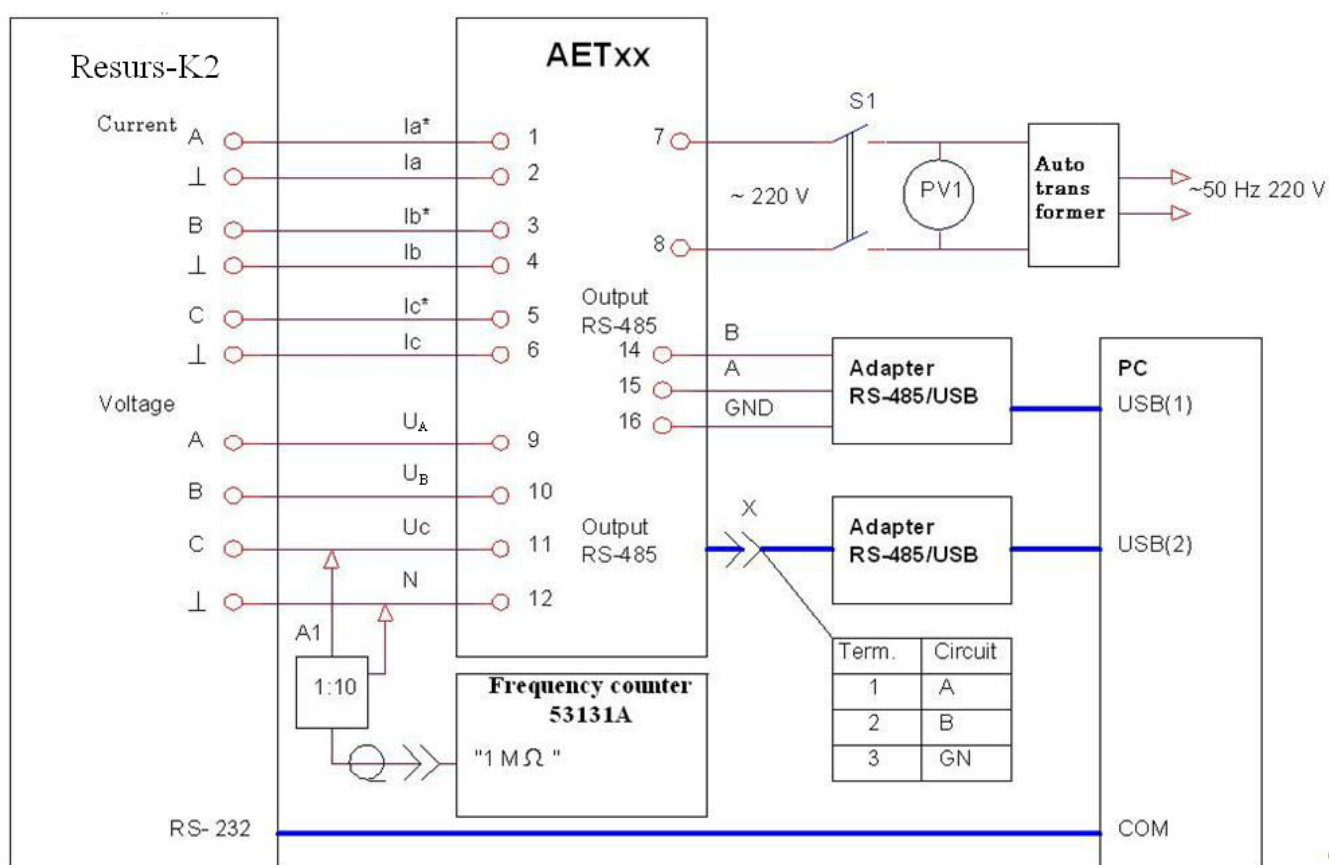 Resurs-K2
Current
A
Ia*
1
⊥
Ia
2
B
Ib*
3
⊥
Ib
4
C
Ic*
5
⊥
Ic
6
Voltage
A
U_A
9
B
U_B
10
C
Uc
11
⊥
N
12
A1
1:10
RS- 232
AETxx
7
8
Output
RS-485
14
15
16
Output
RS-485
S1
~ 220 V
PV1
Auto
trans
former
~50 Hz 220 V
B
A
GND
Adapter
RS-485/USB
PC
USB(1)
X
Adapter
RS-485/USB
USB(2)
Term. Circuit
1 A
2 B
3 GN
Frequency counter
53131A
"1 MΩ "
COM